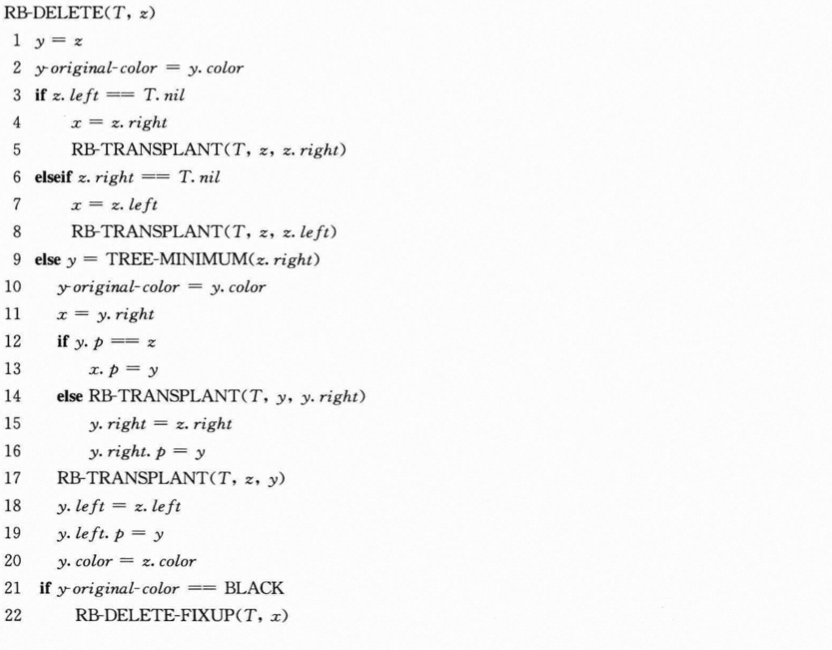 RB-DELETE(T, z)
1 y = z
2 y-original-color = y. color
3 if z. left == T. nil
4 x = z. right
5 RB-TRANSPLANT(T, z, z. right)
6 elseif z. right == T. nil
7 x = z. left
8 RB-TRANSPLANT(T, z, z. left)
9 else y = TREE-MINIMUM(z. right)
10 y-original-color = y. color
11 x = y. right
12 if y. p == z
13 x. p = y
14 else RB-TRANSPLANT(T, y, y. right)
15 y. right = z. right
16 y. right. p = y
17 RB-TRANSPLANT(T, z, y)
18 y. left = z. left
19 y. left. p = y
20 y. color = z. color
21 if y-original-color == BLACK
22 RB-DELETE-FIXUP(T, x)